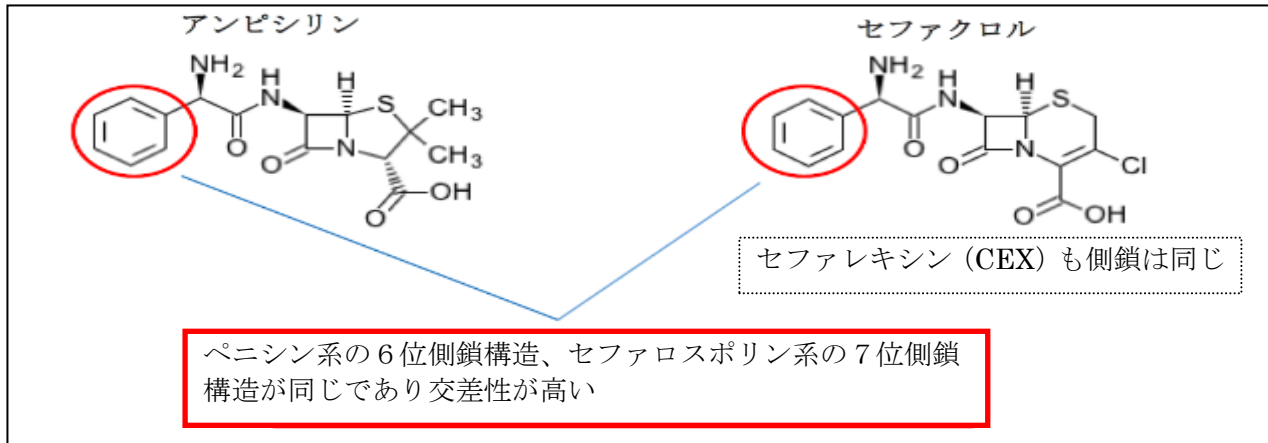 アンピシリン
セファクロル
NH2
H
N
H
S
CH3
CH3
O
N
O
OH
O
NH2
H
N
H
S
O
N
O
Cl
O
OH
セファレキシン (CEX) も側鎖は同じ
ペニシン系の6位側鎖構造、セファロスポリン系の7位側鎖
構造が同じであり交差性が高い